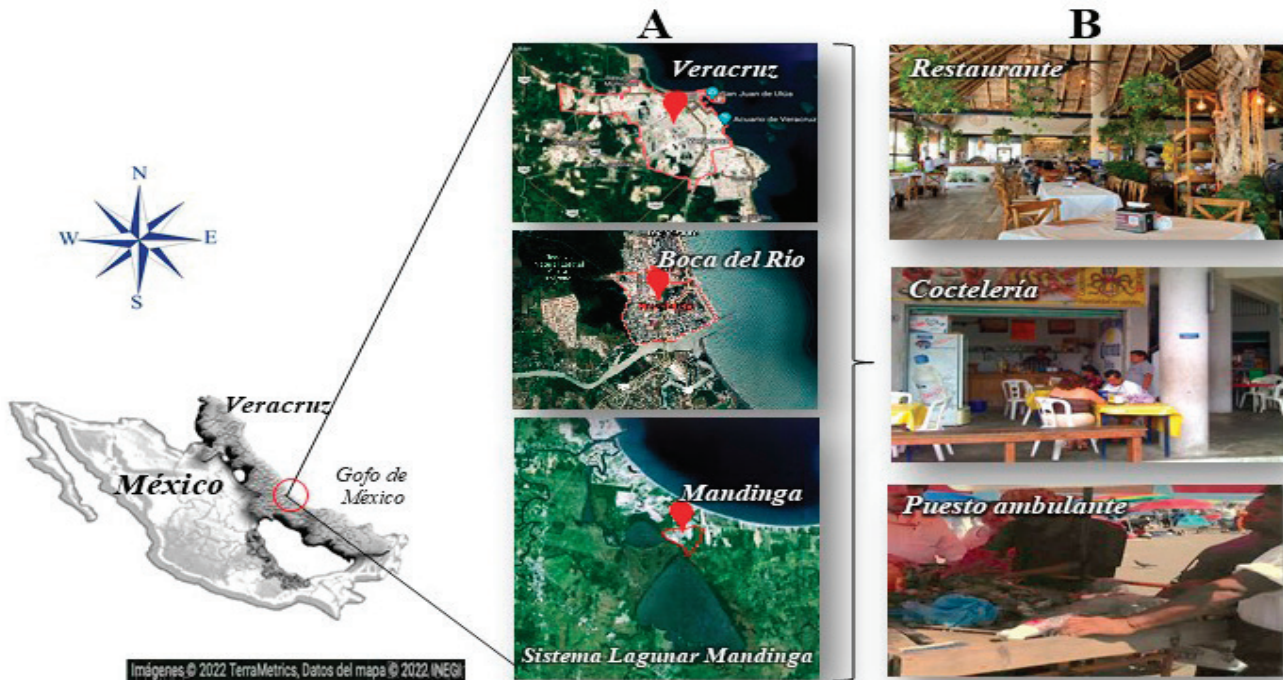 A
B
Veracruz
San Juan de Ulúa
Acuario de Veracruz
Restaurante
N
W
E
S
Boca del Río
Coctelería
Veracruz
México
Gofo de
México
Mandinga
Puesto ambulante
Sistema Lagunar Mandinga
Imágenes © 2022 TerraMetrics, Datos del mapa © 2022 INEGI